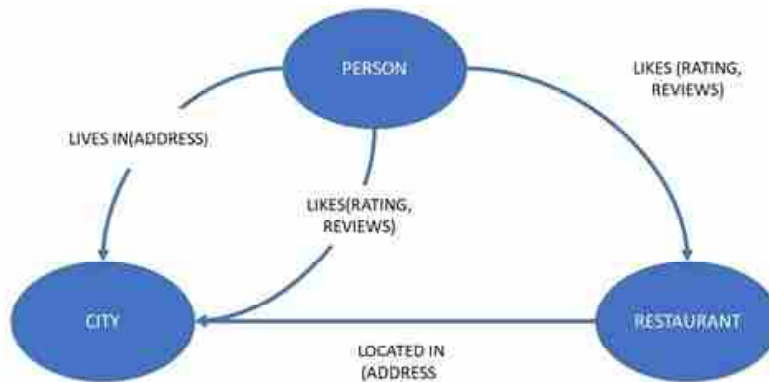 PERSON
LIKES (RATING,
REVIEWS)
LIVES IN(ADDRESS)
LIKES(RATING,
REVIEWS)
CITY
RESTAURANT
LOCATED IN
(ADDRESS